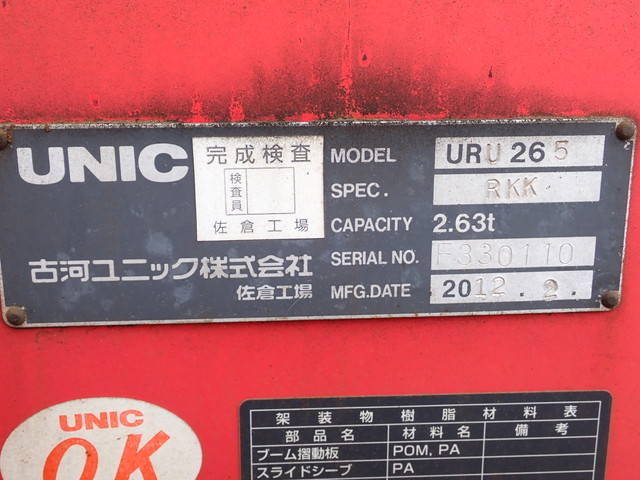 UNIC
完成検査
検査員
佐倉工場
古河ユニック株式会社
佐倉工場
MODEL URU265
SPEC. RKK
CAPACITY 2.63t
SERIAL NO. F330110
MFG.DATE 2012.2.
UNIC
OK
架装物樹脂材料表
部品名 材料名 備考
ブーム摺動板 POM, PA
スライドシーブ PA